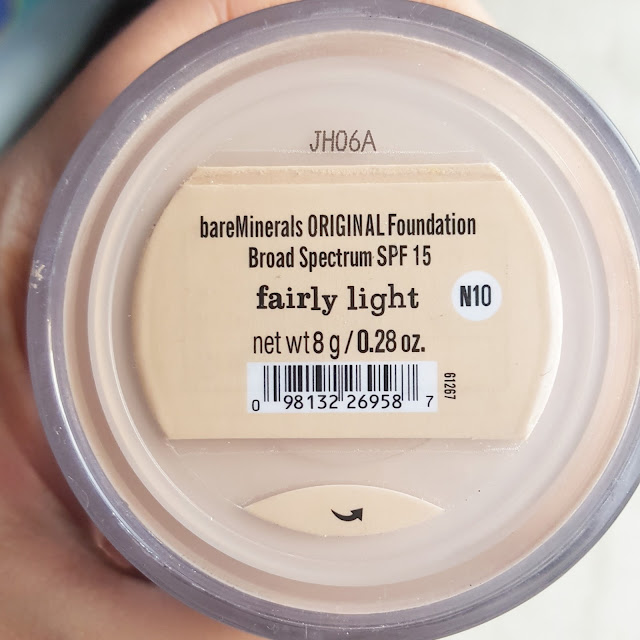 JH06A
bareMinerals ORIGINAL Foundation
Broad Spectrum SPF 15
fairly light
N10
net wt 8 g / 0.28 oz.
61267
0 98132 26958 7